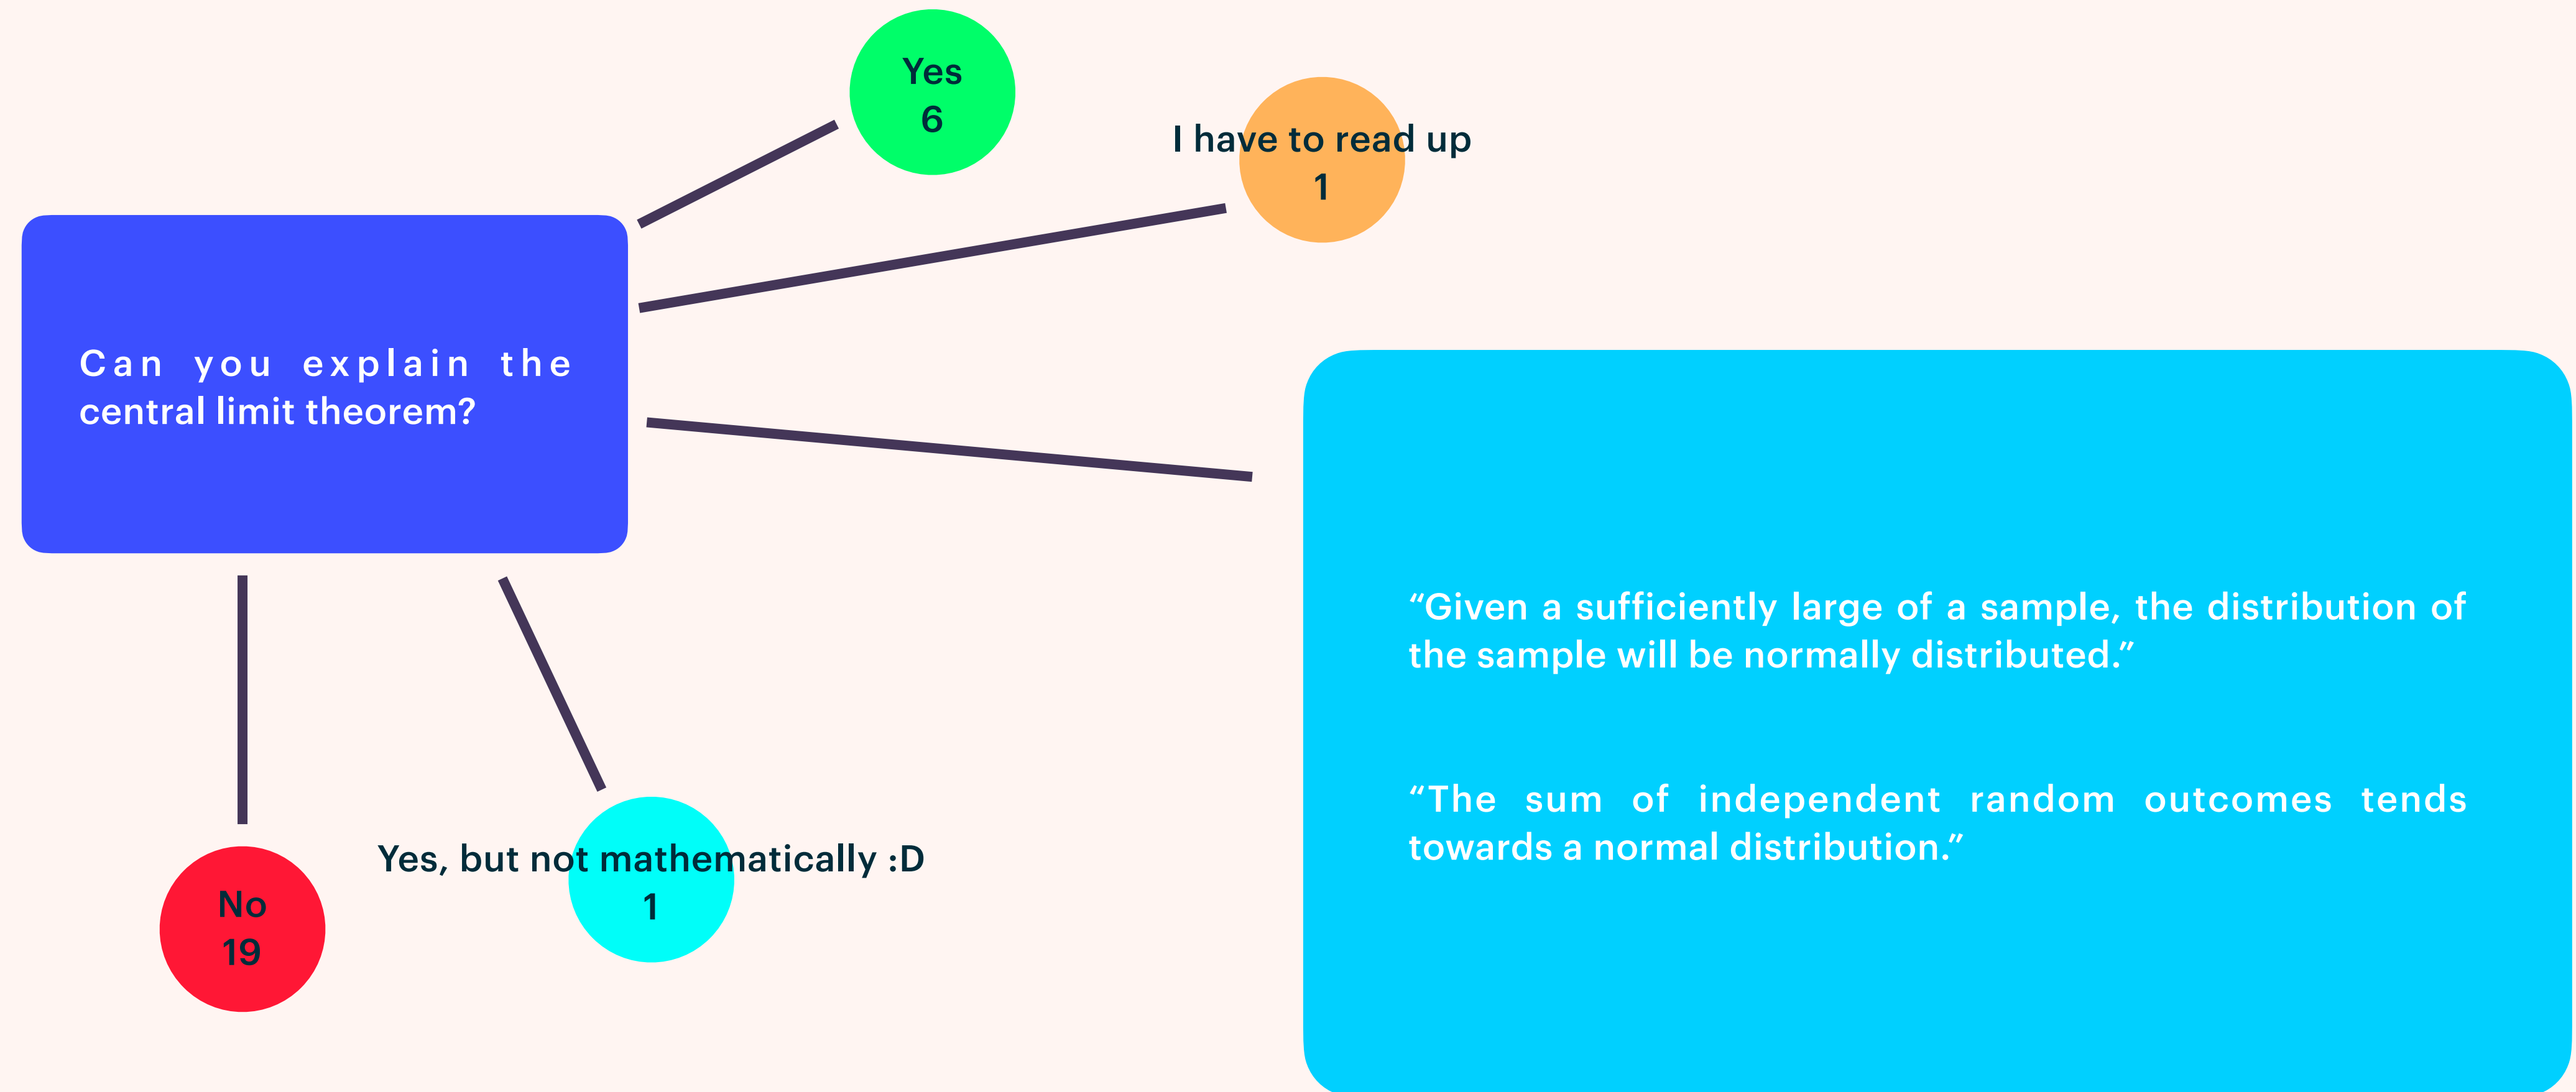 Yes
6
I have to read up
1
Can you explain the
central limit theorem?
“Given a sufficiently large of a sample, the distribution of
the sample will be normally distributed.”
“The sum of independent random outcomes tends
towards a normal distribution.”
Yes, but not mathematically :D
1
No
19